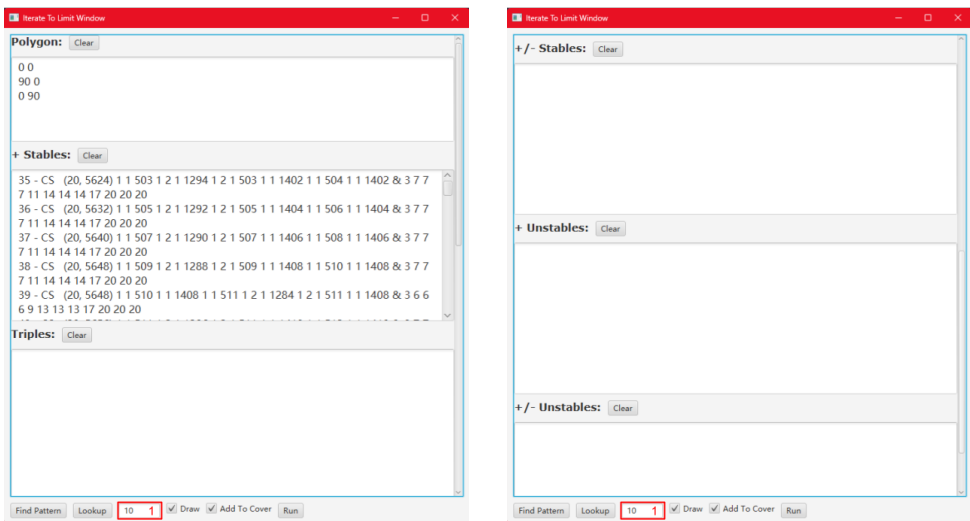 Iterate To Limit Window
Polygon: Clear
0 0
90 0
0 90
+ Stables: Clear
35 - CS (20, 5624) 1 1 503 1 2 1 1294 1 2 1 503 1 1 1402 1 1 504 1 1 1402 & 3 7 7
7 11 14 14 14 17 20 20 20
36 - CS (20, 5632) 1 1 505 1 2 1 1292 1 2 1 505 1 1 1404 1 1 506 1 1 1404 & 3 7 7
7 11 14 14 14 17 20 20 20
37 - CS (20, 5640) 1 1 507 1 2 1 1290 1 2 1 507 1 1 1406 1 1 508 1 1 1406 & 3 7 7
7 11 14 14 14 17 20 20 20
38 - CS (20, 5648) 1 1 509 1 2 1 1288 1 2 1 509 1 1 1408 1 1 510 1 1 1408 & 3 7 7
7 11 14 14 14 17 20 20 20
39 - CS (20, 5648) 1 1 510 1 1 1408 1 1 511 1 2 1 1284 1 2 1 511 1 1 1408 & 3 6 6
6 9 13 13 13 17 20 20 20
Triples: Clear
Find Pattern Lookup 10 1 Draw Add To Cover Run
Iterate To Limit Window
+/- Stables: Clear
+ Unstables: Clear
+/- Unstables: Clear
Find Pattern Lookup 10 1 Draw Add To Cover Run